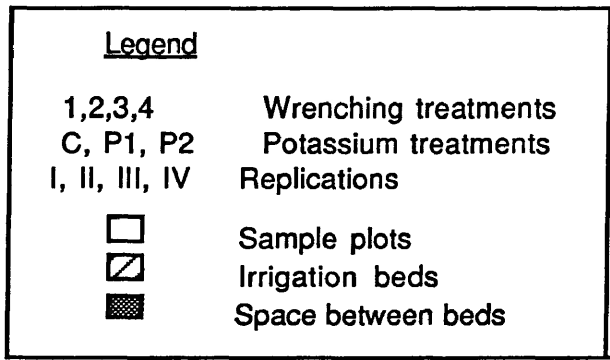 Legend
1,2,3,4 Wrenching treatments
C, P1, P2 Potassium treatments
I, II, III, IV Replications
Sample plots
Irrigation beds
Space between beds